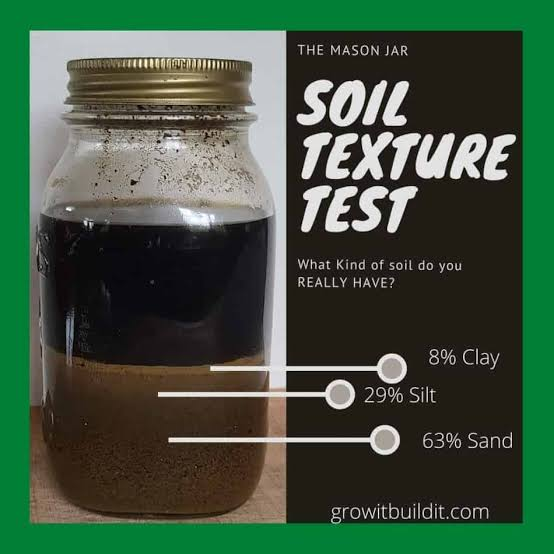 THE MASON JAR
SOIL
TEXTURE
TEST
What Kind of soil do you
REALLY HAVE?
8% Clay
29% Silt
63% Sand
growitbuildit.com